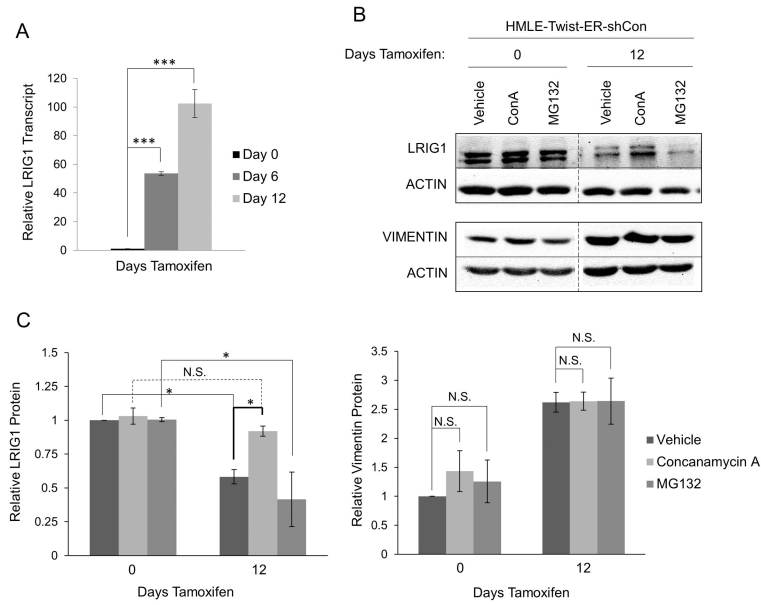 A
Relative LRIG1 Transcript
120
100
80
60
40
20
0
***
***
Day 0
Day 6
Day 12
Days Tamoxifen
B
HMLE-Twist-ER-shCon
Days Tamoxifen:
0
12
Vehicle
ConA
MG132
Vehicle
ConA
MG132
LRIG1
ACTIN
VIMENTIN
ACTIN
C
Relative LRIG1 Protein
1.5
1.25
1
0.75
0.5
0.25
0
*
N.S.
*
*
0
12
Days Tamoxifen
Relative Vimentin Protein
3.5
3
2.5
2
1.5
1
0.5
0
N.S.
N.S.
N.S.
N.S.
0
12
Days Tamoxifen
Vehicle
Concanamycin A
MG132